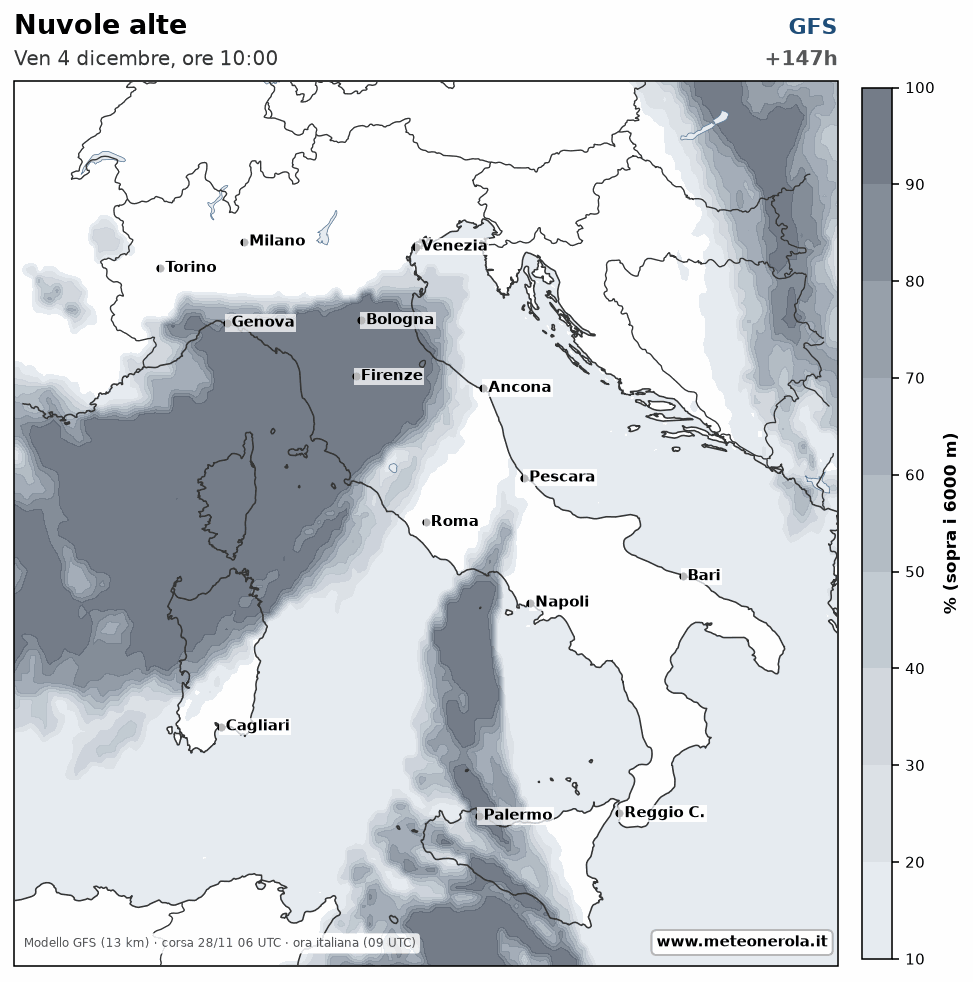 Nuvole alte
GFS
Ven 4 dicembre, ore 10:00
+147h
Milano
Venezia
Torino
Genova
Bologna
Firenze
Ancona
Pescara
Roma
Bari
Napoli
Cagliari
Palermo
Reggio C.
Modello GFS (13 km) · corsa 28/11 06 UTC · ora italiana (09 UTC)
www.meteonerola.it
100
90
80
70
60
50
40
30
20
10
% (sopra i 6000 m)